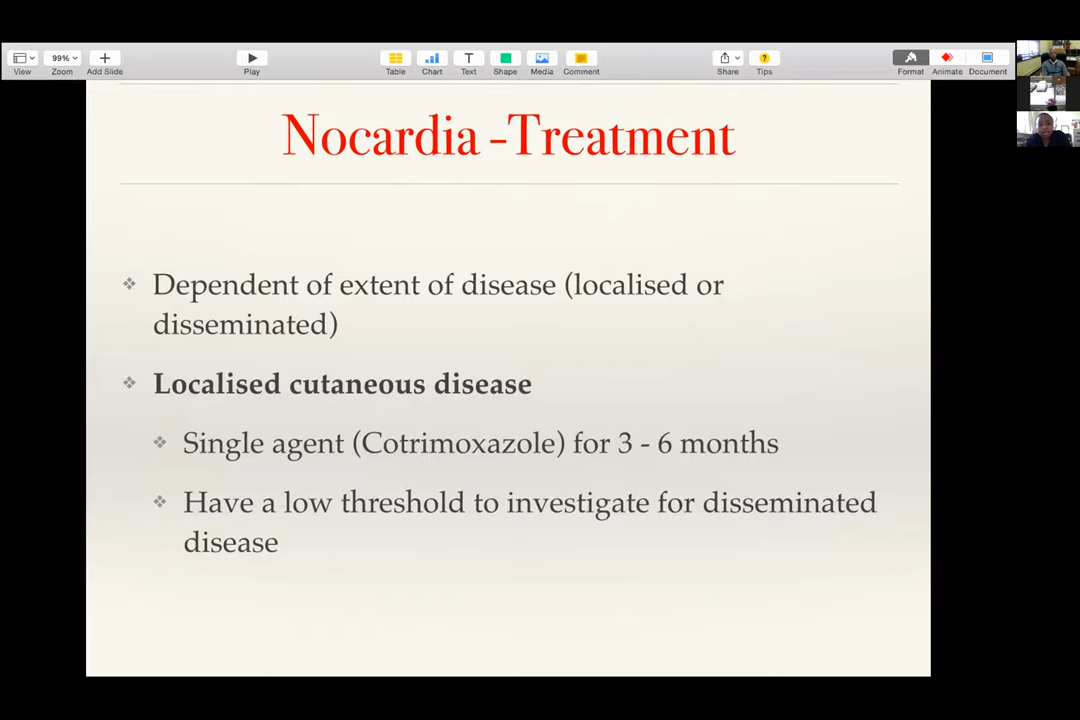 View
99%
Zoom
Add Slide
Play
Table
Chart
Text
Shape
Media
Comment
Share
Tips
Format
Animate
Document
Nocardia -Treatment
Dependent of extent of disease (localised or
disseminated)
Localised cutaneous disease
Single agent (Cotrimoxazole) for 3 - 6 months
Have a low threshold to investigate for disseminated
disease